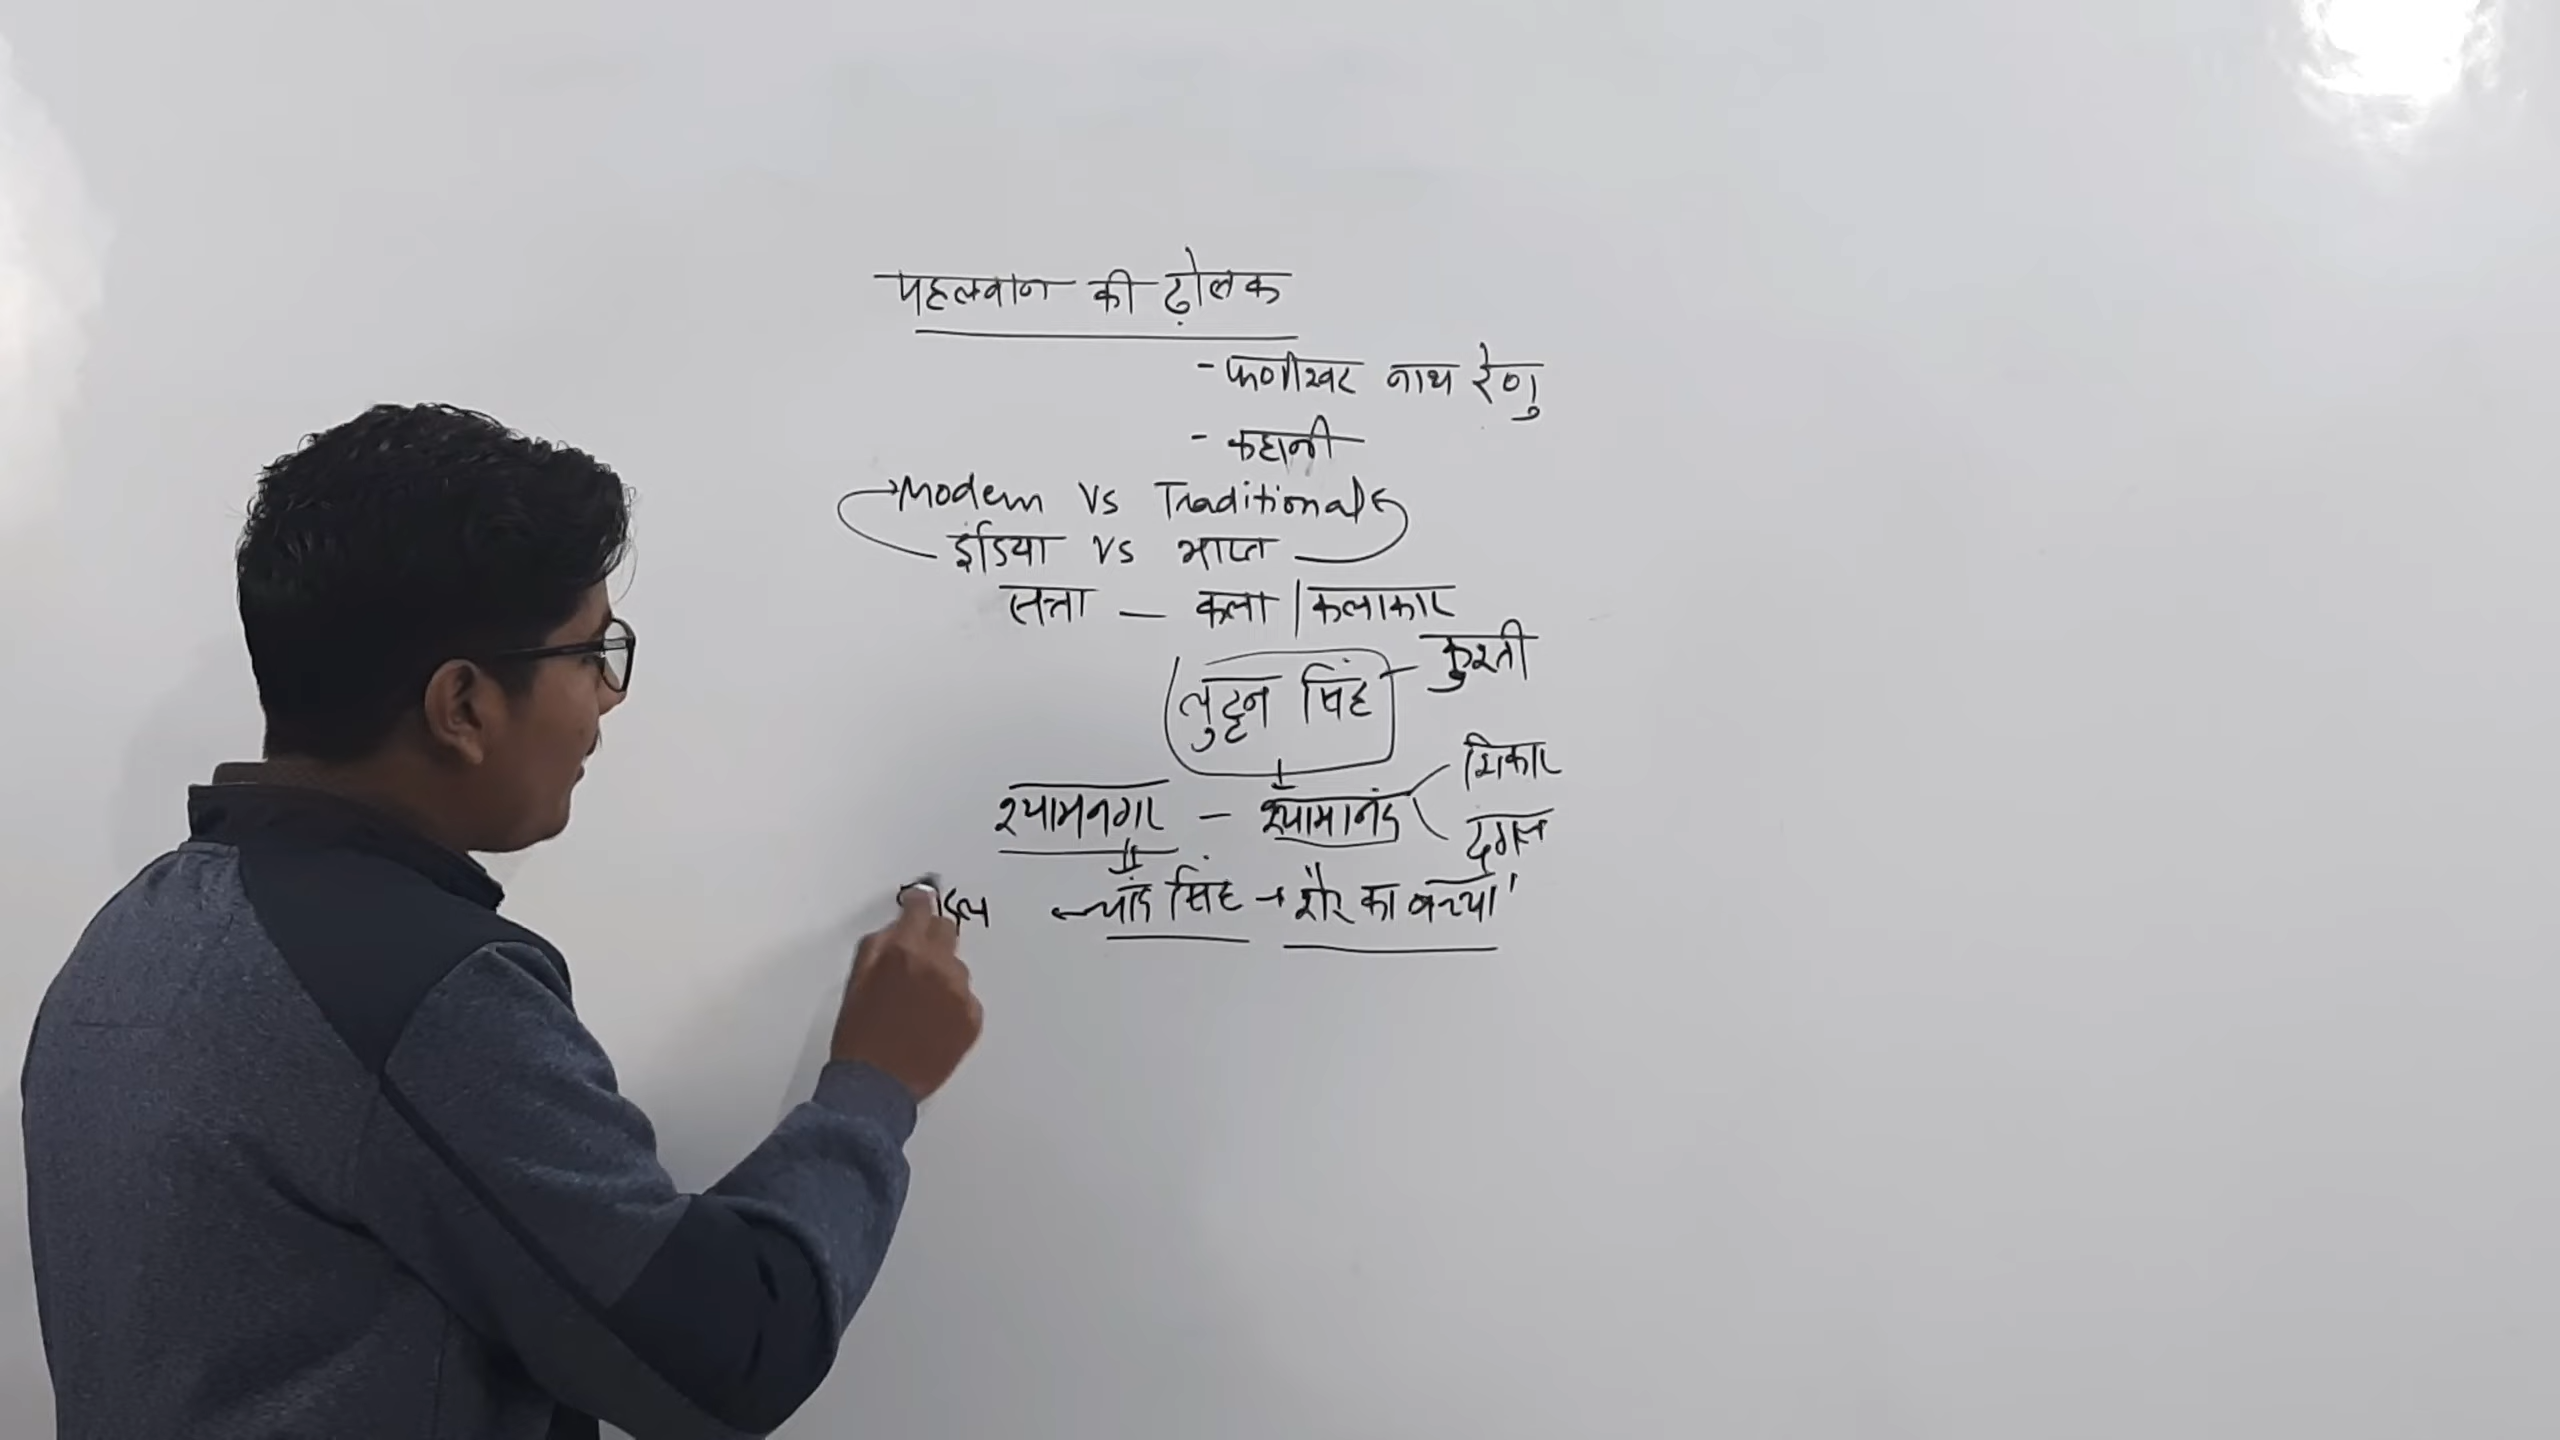 पहलवान की ढ़ोलक
- फणीश्वर नाथ रेणु
- कहानी
→Modern Vs Traditional←
इंडिया Vs भारत
सत्ता — कला | कलाकार
लुट्टन सिंह - कुश्ती
शिकार
श्यामनगर - श्यामानंद
दंगल
← चांद सिंह → शेर का बच्चा'